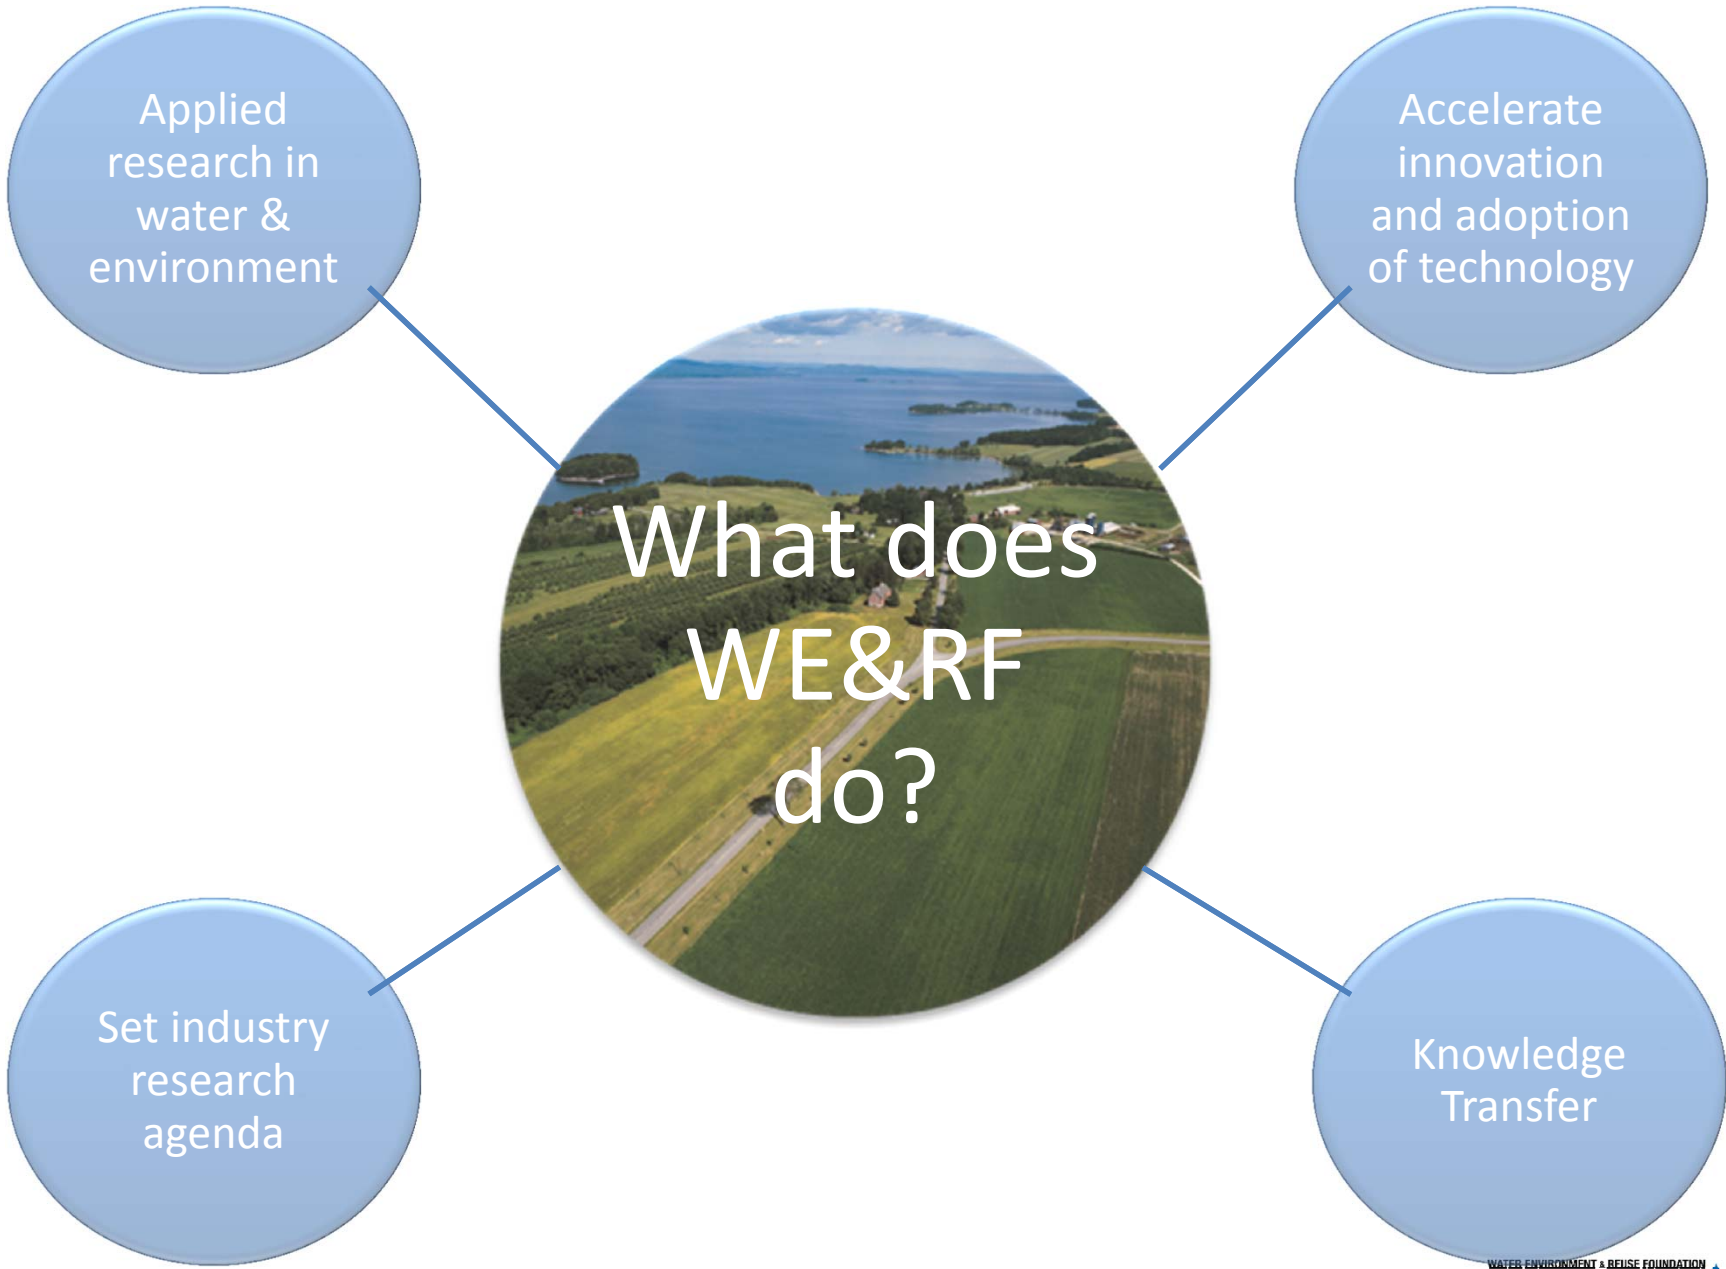 Applied
research in
water &
environment
Accelerate
innovation
and adoption
of technology
What does
WE&RF
do?
Set industry
research
agenda
Knowledge
Transfer
WATER ENVIRONMENT & REUSE FOUNDATION